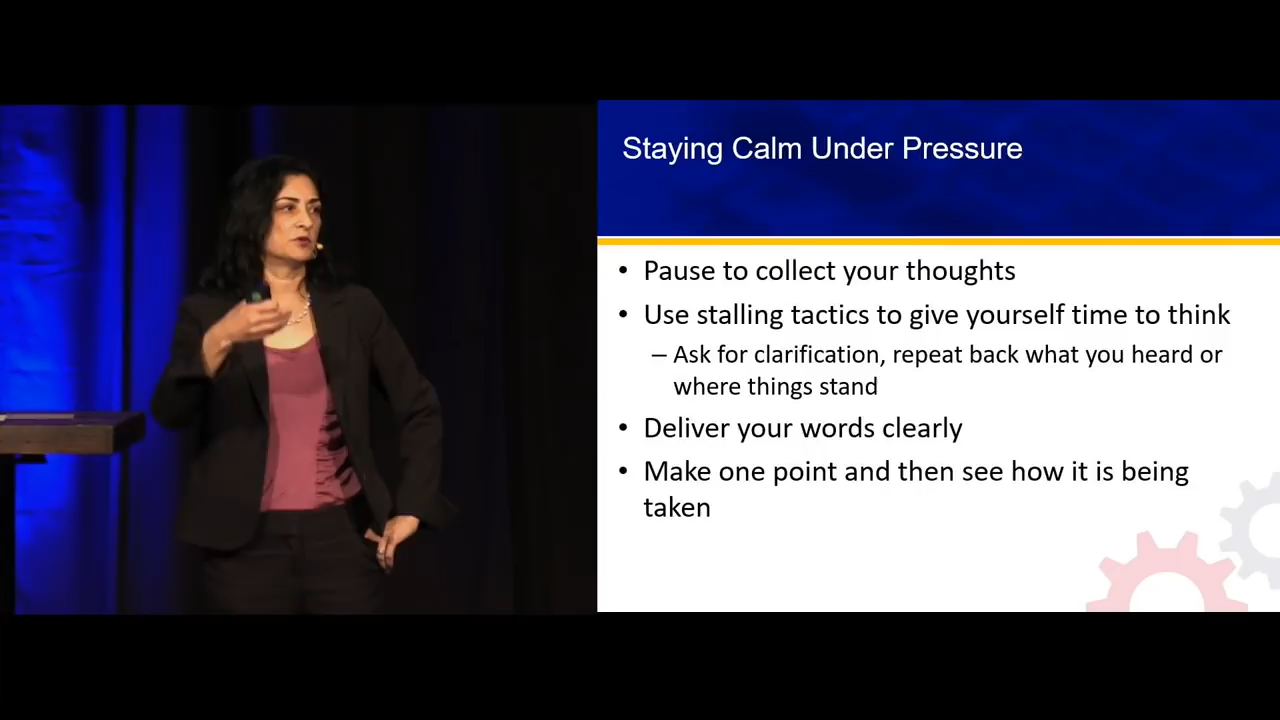 Staying Calm Under Pressure
• Pause to collect your thoughts
• Use stalling tactics to give yourself time to think
– Ask for clarification, repeat back what you heard or
where things stand
• Deliver your words clearly
• Make one point and then see how it is being
taken